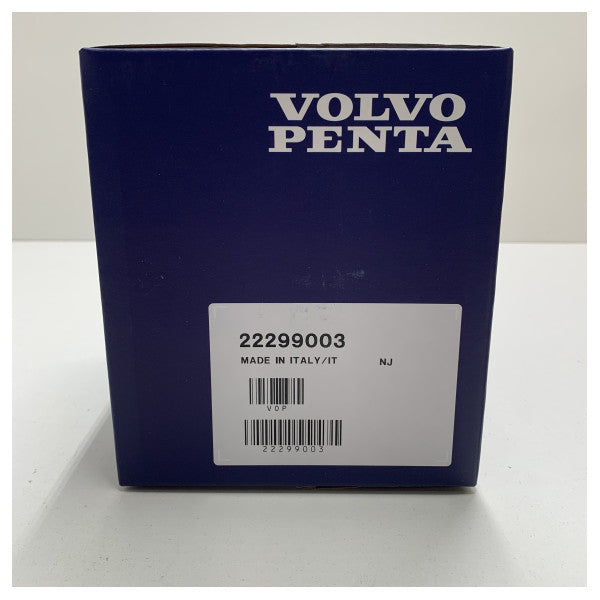 VOLVO
PENTA
22299003
MADE IN ITALY/IT NJ
VOP
22299003